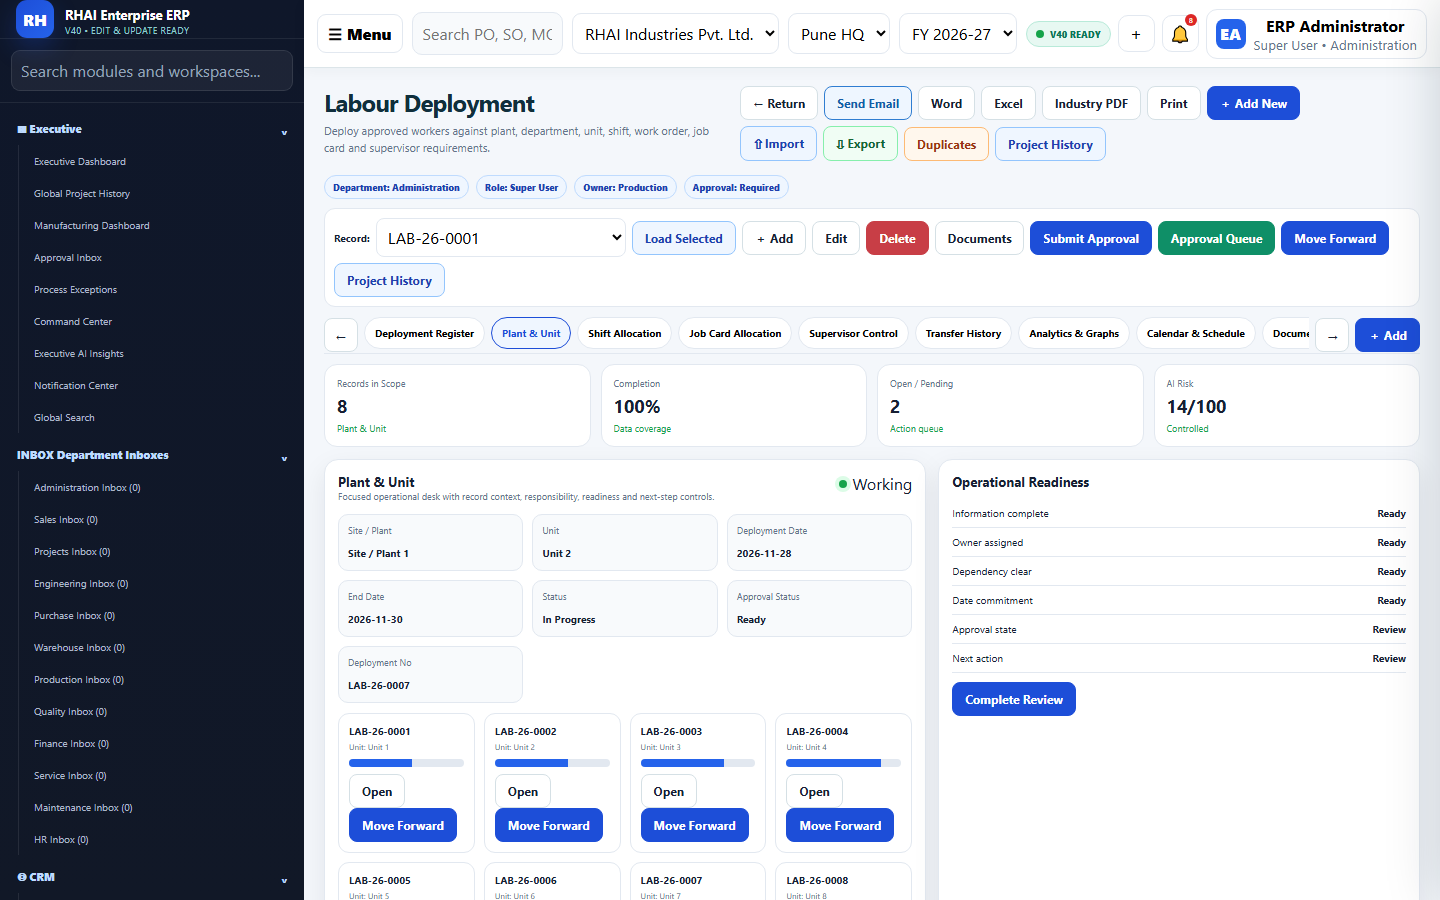 RH
RHAI Enterprise ERP
V40 • EDIT & UPDATE READY
Search modules and workspaces...
Executive
v
Executive Dashboard
Global Project History
Manufacturing Dashboard
Approval Inbox
Process Exceptions
Command Center
Executive AI Insights
Notification Center
Global Search
INBOX Department Inboxes
v
Administration Inbox (0)
Sales Inbox (0)
Projects Inbox (0)
Engineering Inbox (0)
Purchase Inbox (0)
Warehouse Inbox (0)
Production Inbox (0)
Quality Inbox (0)
Finance Inbox (0)
Service Inbox (0)
Maintenance Inbox (0)
HR Inbox (0)
CRM
v
☰ Menu
Search PO, SO, MO
RHAI Industries Pvt. Ltd.
Pune HQ
FY 2026-27
V40 READY
+
8
EA
ERP Administrator
Super User • Administration
Labour Deployment
Deploy approved workers against plant, department, unit, shift, work order, job
card and supervisor requirements.
← Return
Send Email
Word
Excel
Industry PDF
Print
+ Add New
⇧ Import
⇩ Export
Duplicates
Project History
Department: Administration
Role: Super User
Owner: Production
Approval: Required
Record:
LAB-26-0001
Load Selected
+ Add
Edit
Delete
Documents
Submit Approval
Approval Queue
Move Forward
Project History
←
Deployment Register
Plant & Unit
Shift Allocation
Job Card Allocation
Supervisor Control
Transfer History
Analytics & Graphs
Calendar & Schedule
Docume
→
+ Add
Records in Scope
8
Plant & Unit
Completion
100%
Data coverage
Open / Pending
2
Action queue
AI Risk
14/100
Controlled
Plant & Unit
Focused operational desk with record context, responsibility, readiness and next-step controls.
Working
Site / Plant
Site / Plant 1
Unit
Unit 2
Deployment Date
2026-11-28
End Date
2026-11-30
Status
In Progress
Approval Status
Ready
Deployment No
LAB-26-0007
LAB-26-0001
Unit: Unit 1
Open
Move Forward
LAB-26-0002
Unit: Unit 2
Open
Move Forward
LAB-26-0003
Unit: Unit 3
Open
Move Forward
LAB-26-0004
Unit: Unit 4
Open
Move Forward
LAB-26-0005
Unit: Unit 5
LAB-26-0006
Unit: Unit 6
LAB-26-0007
Unit: Unit 7
LAB-26-0008
Unit: Unit 8
Operational Readiness
Information complete
Ready
Owner assigned
Ready
Dependency clear
Ready
Date commitment
Ready
Approval state
Review
Next action
Review
Complete Review